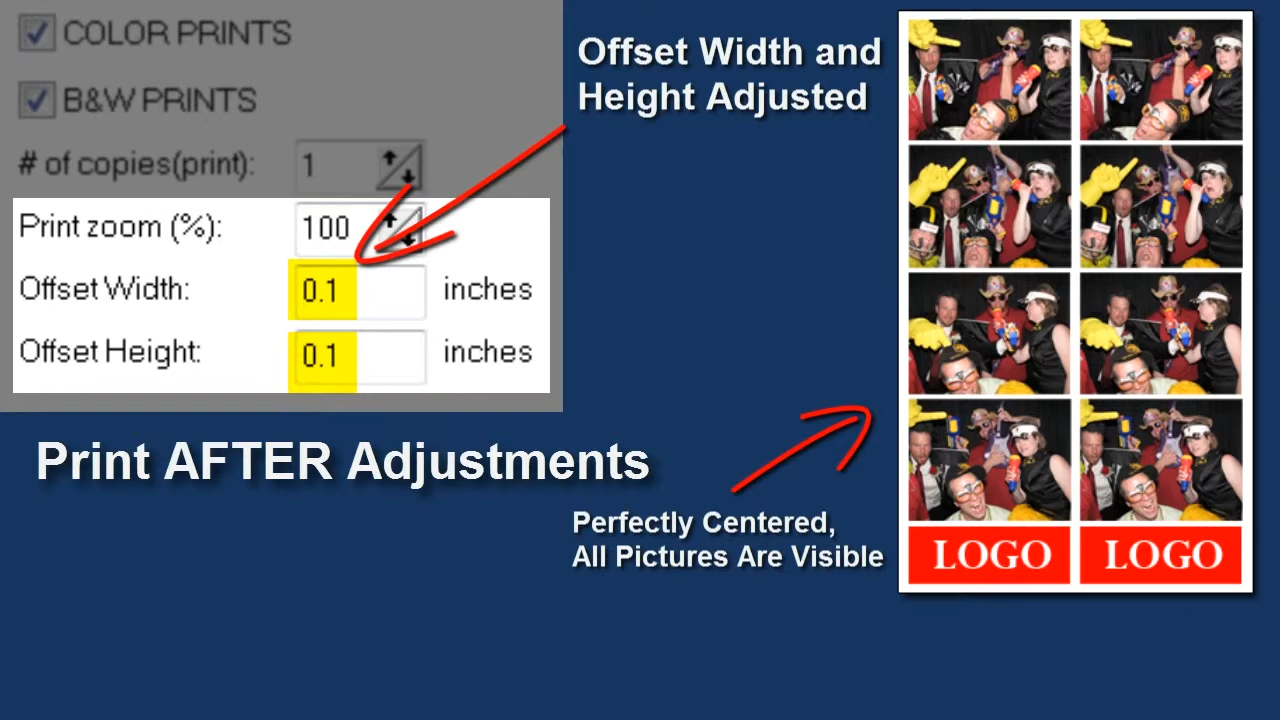 COLOR PRINTS
B&W PRINTS
# of copies(print): 1
Print zoom (%): 100
Offset Width: 0.1 inches
Offset Height: 0.1 inches
Offset Width and
Height Adjusted
Print AFTER Adjustments
Perfectly Centered,
All Pictures Are Visible
LOGO LOGO